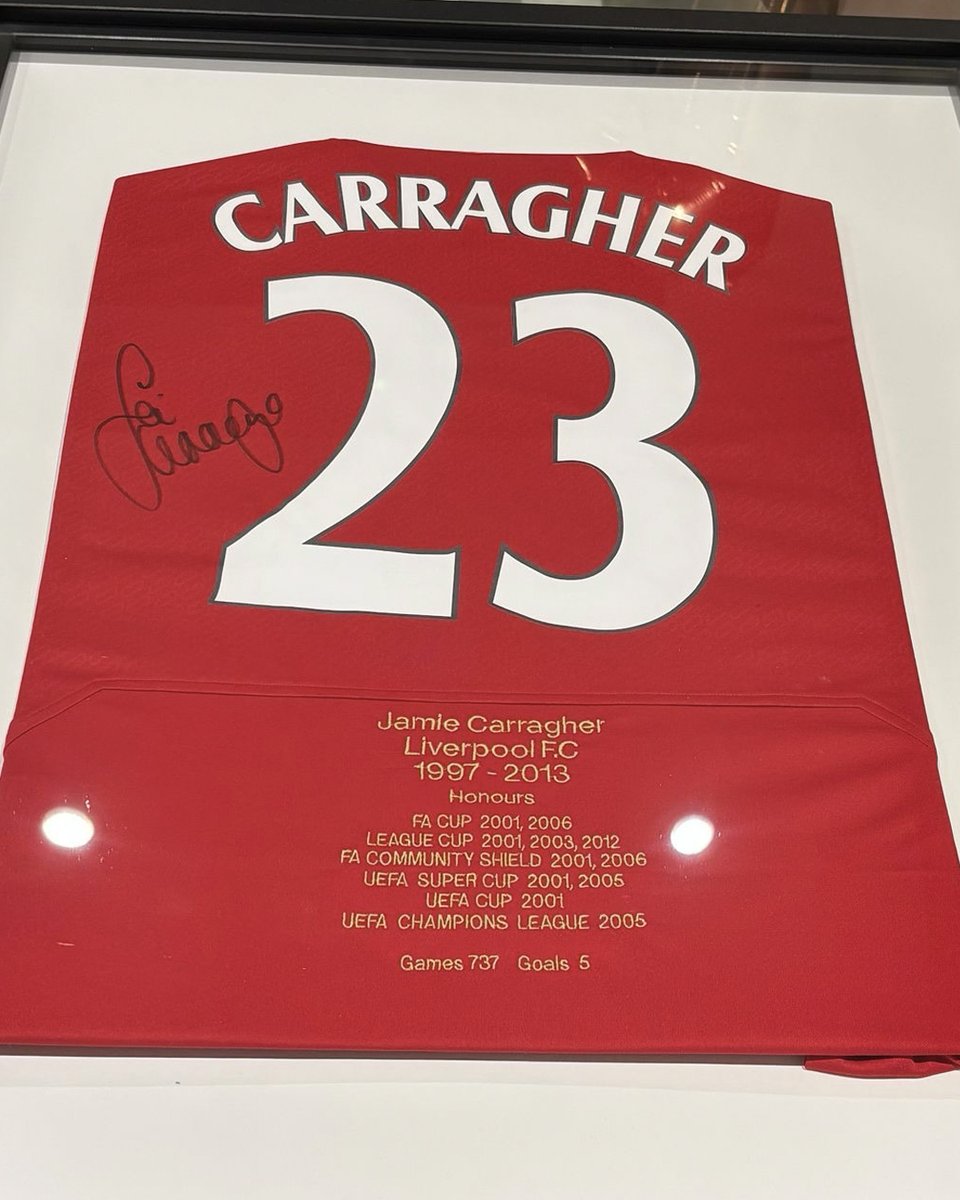 CARRAGHER
23
Jamie Carragher
Liverpool F.C
1997 - 2013
Honours
FA CUP 2001, 2006
LEAGUE CUP 2001, 2003, 2012
FA COMMUNITY SHIELD 2001, 2006
UEFA SUPER CUP 2001, 2005
UEFA CUP 2001
UEFA CHAMPIONS LEAGUE 2005
Games 737 Goals 5